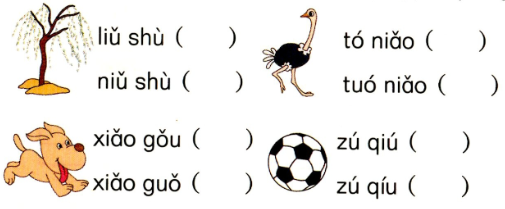 liǔ shù (      )
niǔ shù (      )
tó niǎo (      )
tuó niǎo (      )
xiǎo gǒu (      )
xiǎo guǒ (      )
zú qiú (      )
zú qíu (      )